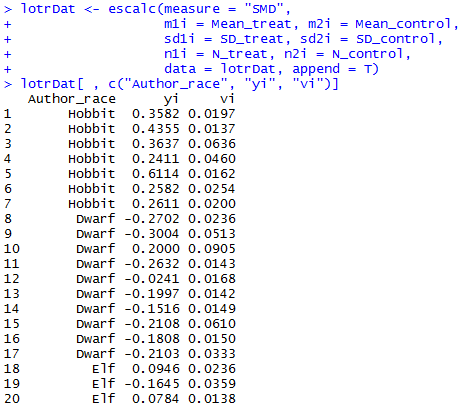 > lotrDat <- escalc(measure = "SMD",
+ m1i = Mean_treat, m2i = Mean_control,
+ sd1i = SD_treat, sd2i = SD_control,
+ n1i = N_treat, n2i = N_control,
+ data = lotrDat, append = T)
> lotrDat[ , c("Author_race", "yi", "vi")]
Author_race yi vi
1 Hobbit 0.3582 0.0197
2 Hobbit 0.4355 0.0137
3 Hobbit 0.3637 0.0636
4 Hobbit 0.2411 0.0460
5 Hobbit 0.6114 0.0162
6 Hobbit 0.2582 0.0254
7 Hobbit 0.2611 0.0200
8 Dwarf -0.2702 0.0236
9 Dwarf -0.3004 0.0513
10 Dwarf 0.2000 0.0905
11 Dwarf -0.2632 0.0143
12 Dwarf -0.0241 0.0168
13 Dwarf -0.1997 0.0142
14 Dwarf -0.1516 0.0149
15 Dwarf -0.2108 0.0610
16 Dwarf -0.1808 0.0150
17 Dwarf -0.2103 0.0333
18 Elf 0.0946 0.0236
19 Elf -0.1645 0.0359
20 Elf 0.0784 0.0138